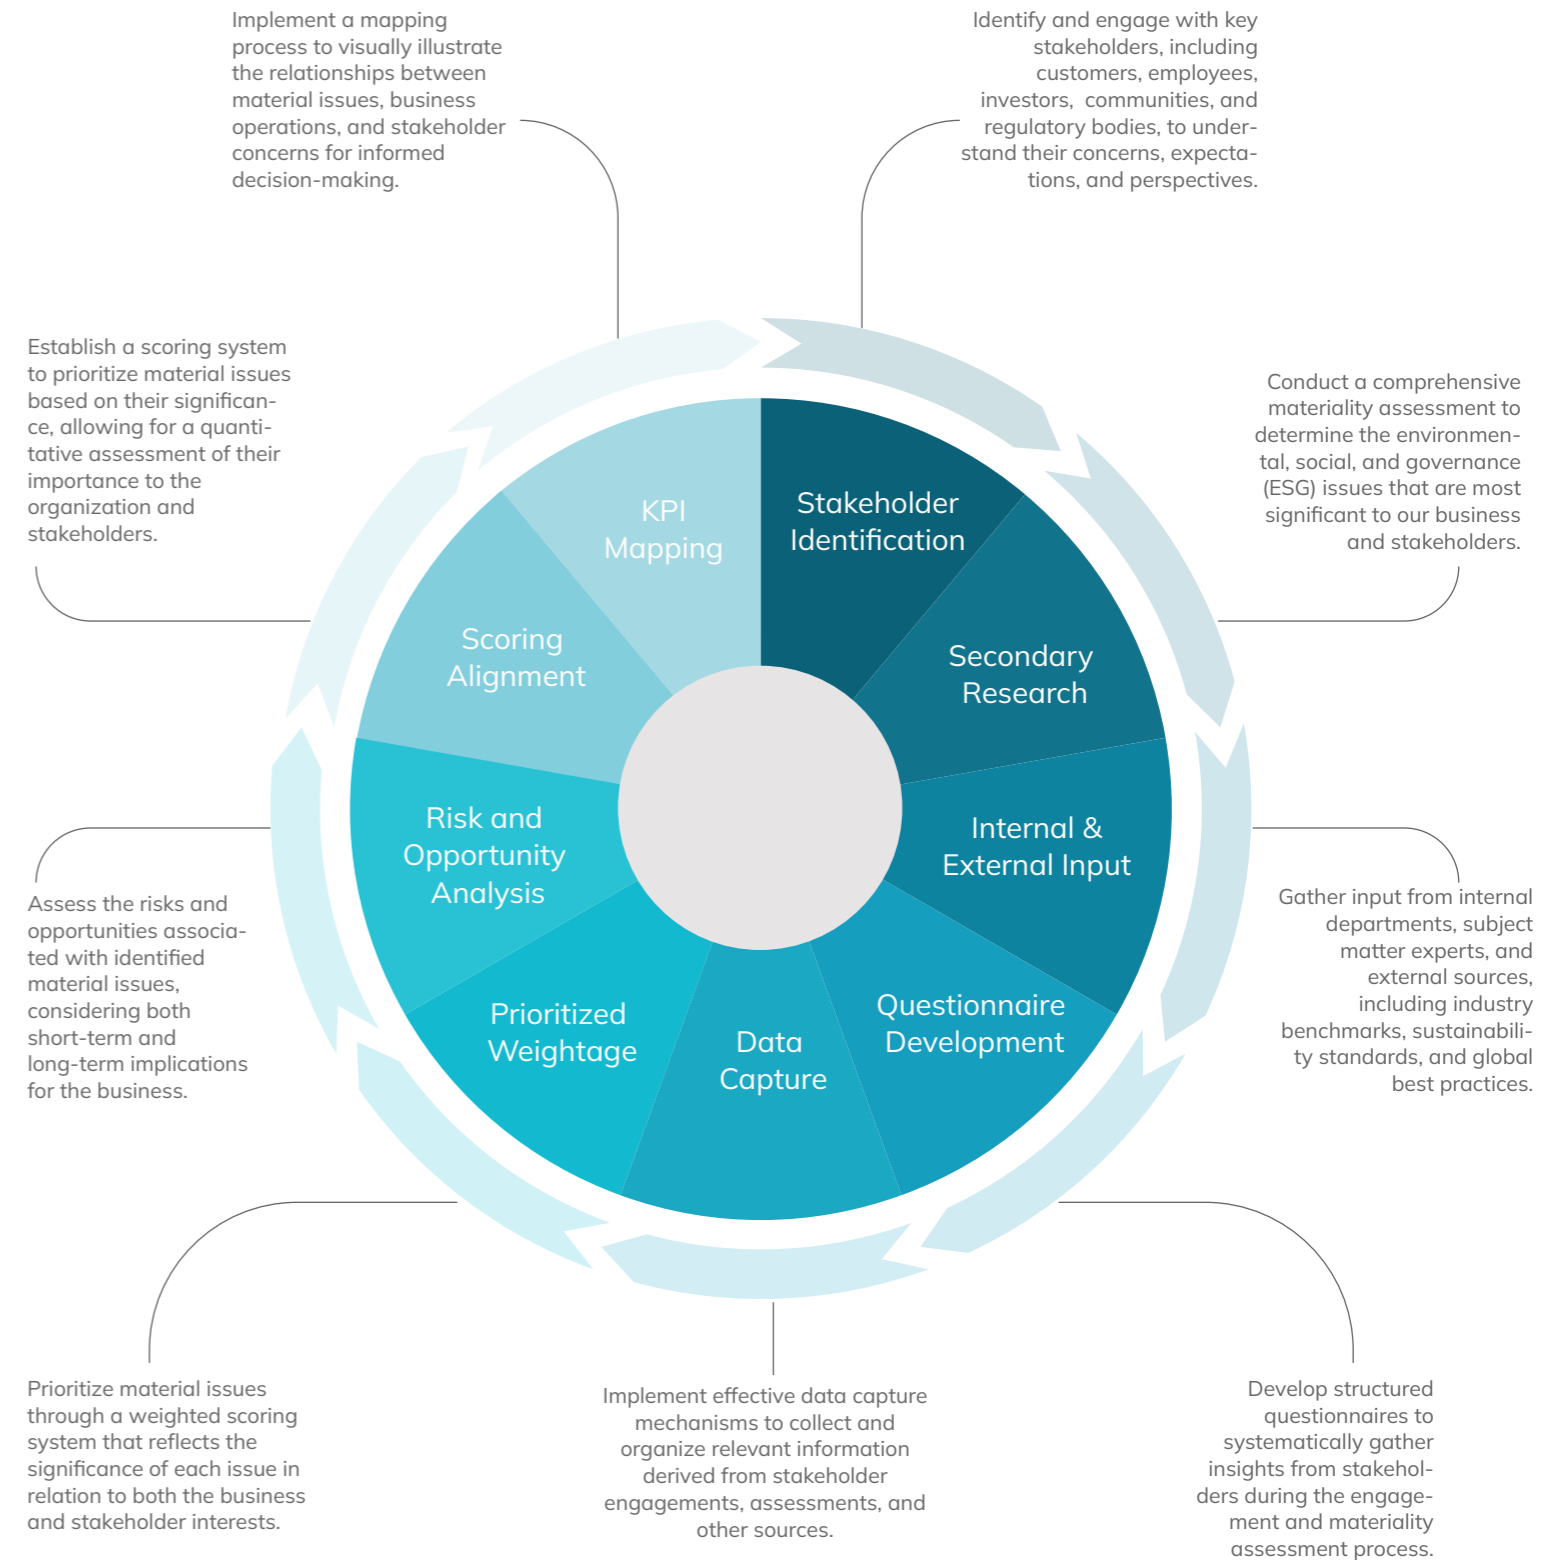 Implement a mapping
process to visually illustrate
the relationships between
material issues, business
operations, and stakeholder
concerns for informed
decision-making.
Identify and engage with key
stakeholders, including
customers, employees,
investors, communities, and
regulatory bodies, to under-
stand their concerns, expecta-
tions, and perspectives.
Establish a scoring system
to prioritize material issues
based on their significan-
ce, allowing for a quanti-
tative assessment of their
importance to the
organization and
stakeholders.
Conduct a comprehensive
materiality assessment to
determine the environmen-
tal, social, and governance
(ESG) issues that are most
significant to our business
and stakeholders.
KPI
Mapping
Stakeholder
Identification
Scoring
Alignment
Secondary
Research
Risk and
Opportunity
Analysis
Internal &
External Input
Prioritized
Weightage
Data
Capture
Questionnaire
Development
Assess the risks and
opportunities associa-
ted with identified
material issues,
considering both
short-term and
long-term implications
for the business.
Gather input from internal
departments, subject
matter experts, and
external sources,
including industry
benchmarks, sustainabili-
ty standards, and global
best practices.
Prioritize material issues
through a weighted scoring
system that reflects the
significance of each issue in
relation to both the business
and stakeholder interests.
Implement effective data capture
mechanisms to collect and
organize relevant information
derived from stakeholder
engagements, assessments, and
other sources.
Develop structured
questionnaires to
systematically gather
insights from stakehol-
ders during the engage-
ment and materiality
assessment process.